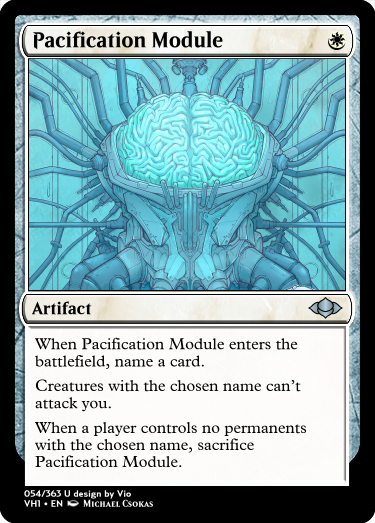 Pacification Module
Artifact
When Pacification Module enters the
battlefield, name a card.
Creatures with the chosen name can't
attack you.
When a player controls no permanents
with the chosen name, sacrifice
Pacification Module.
054/363 U design by Vio
VH1 • EN Michael Csokas